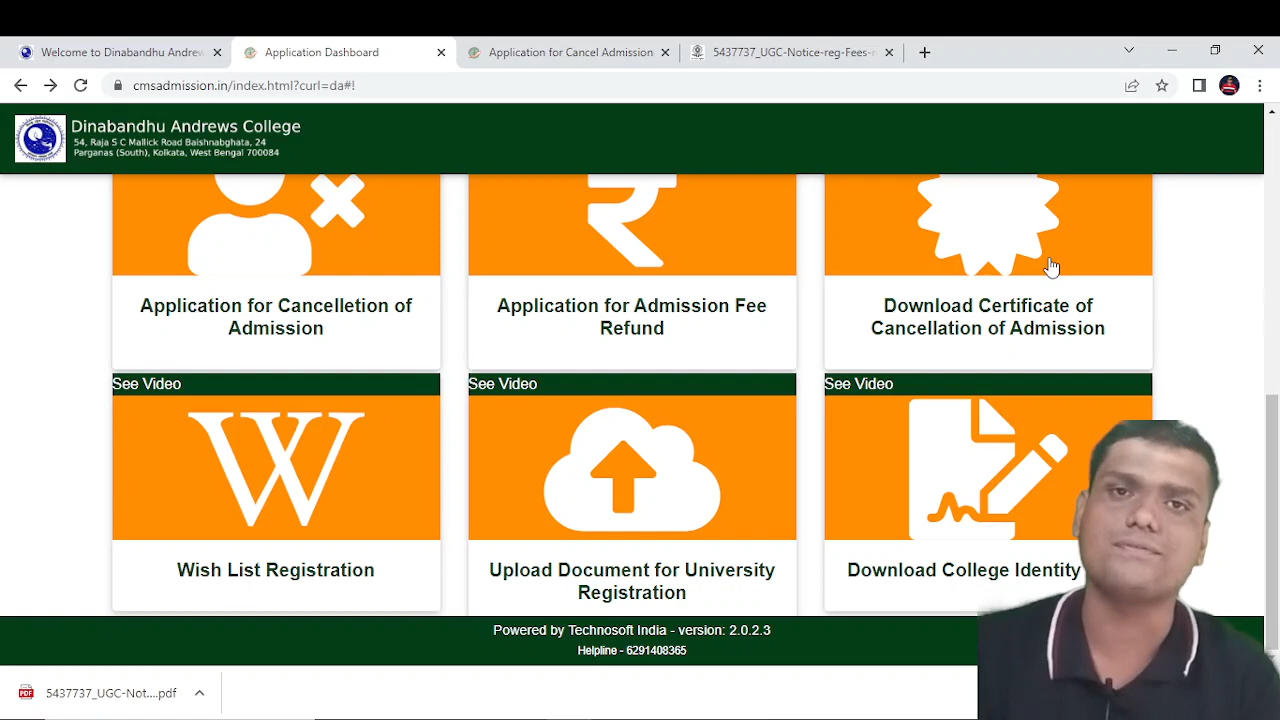 Welcome to Dinabandhu Andrew
Application Dashboard
Application for Cancel Admission
5437737_UGC-Notice-reg-Fees-r
cmsadmission.in/index.html?curl=da#!
Dinabandhu Andrews College
54, Raja S C Mallick Road Baishnabghata, 24
Parganas (South), Kolkata, West Bengal 700084
Application for Cancelletion of
Admission
Application for Admission Fee
Refund
Download Certificate of
Cancellation of Admission
See Video
See Video
See Video
W
Wish List Registration
Upload Document for University
Registration
Download College Identity
Powered by Technosoft India - version: 2.0.2.3
Helpline - 6291408365
PDF
5437737_UGC-Not....pdf